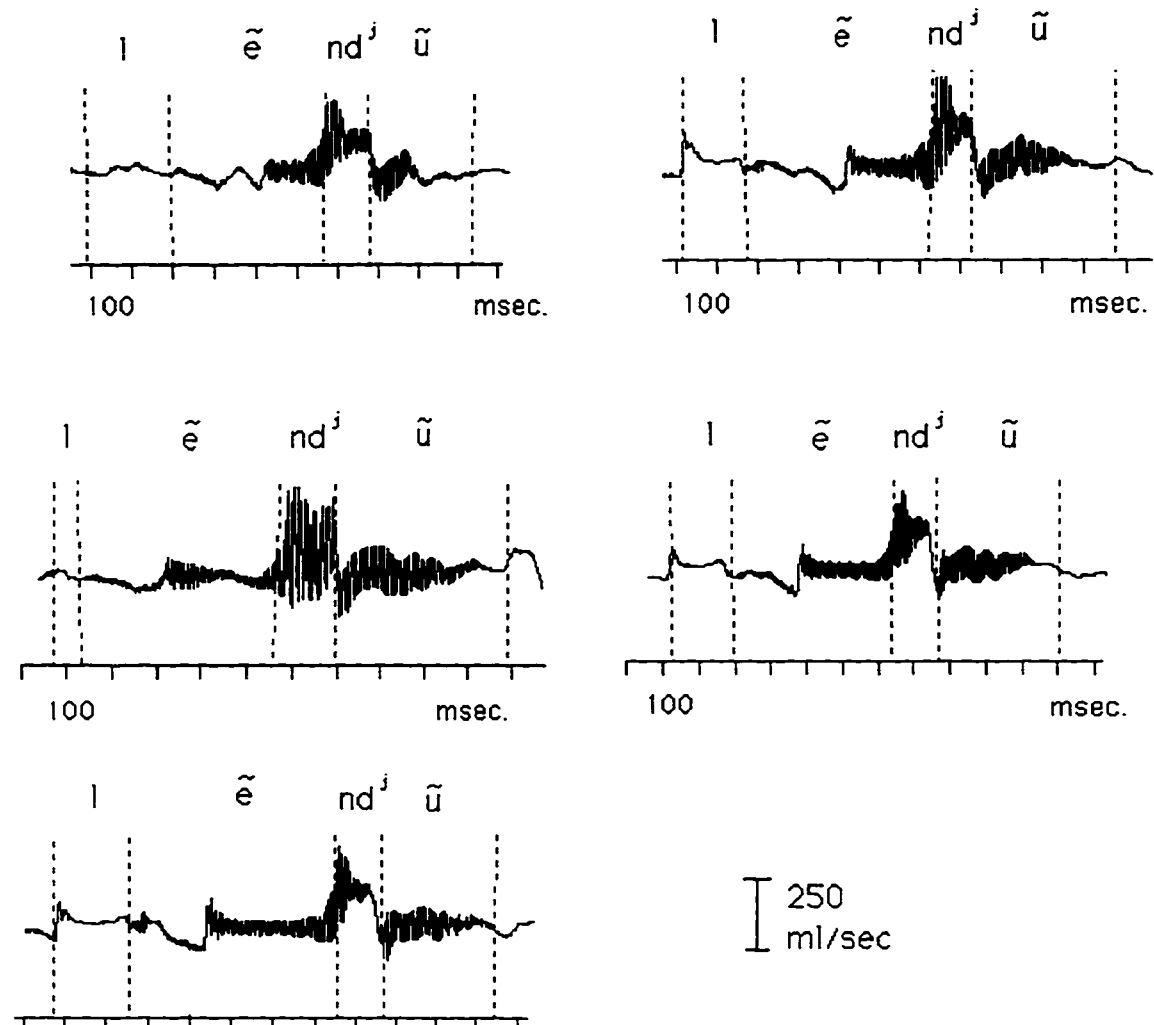 l ẽ ndʲ ũ
l ẽ ndʲ ũ
100 msec.
100 msec.
l ẽ ndʲ ũ
l ẽ ndʲ ũ
100 msec.
100 msec.
l ẽ ndʲ ũ
250
ml/sec